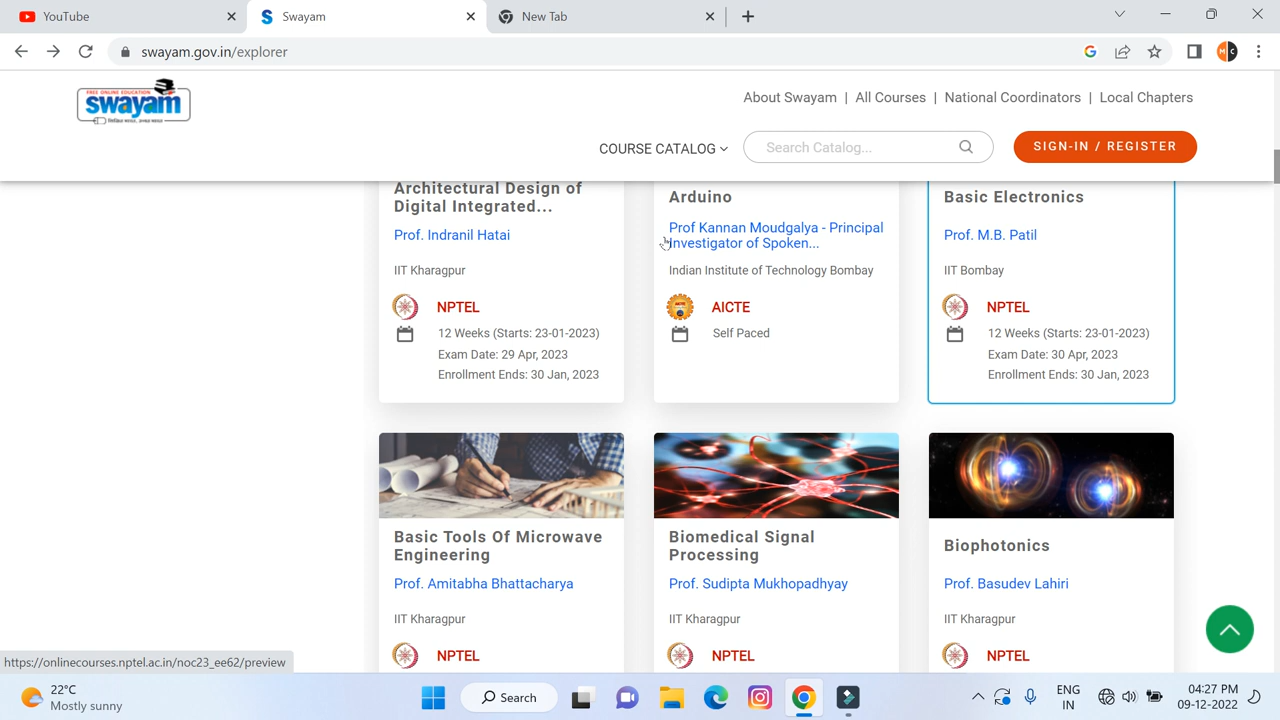 YouTube
Swayam
New Tab
swayam.gov.in/explorer
FREE ONLINE EDUCATION
swayam
About Swayam | All Courses | National Coordinators | Local Chapters
COURSE CATALOG
Search Catalog...
SIGN-IN / REGISTER
Architectural Design of
Digital Integrated...
Prof. Indranil Hatai
IIT Kharagpur
NPTEL
12 Weeks (Starts: 23-01-2023)
Exam Date: 29 Apr, 2023
Enrollment Ends: 30 Jan, 2023
Arduino
Prof Kannan Moudgalya - Principal
Investigator of Spoken...
Indian Institute of Technology Bombay
AICTE
Self Paced
Basic Electronics
Prof. M.B. Patil
IIT Bombay
NPTEL
12 Weeks (Starts: 23-01-2023)
Exam Date: 30 Apr, 2023
Enrollment Ends: 30 Jan, 2023
Basic Tools Of Microwave
Engineering
Prof. Amitabha Bhattacharya
IIT Kharagpur
NPTEL
Biomedical Signal
Processing
Prof. Sudipta Mukhopadhyay
IIT Kharagpur
NPTEL
Biophotonics
Prof. Basudev Lahiri
IIT Kharagpur
NPTEL
https://onlinecourses.nptel.ac.in/noc23_ee62/preview
22°C
Mostly sunny
Search
ENG
IN
04:27 PM
09-12-2022